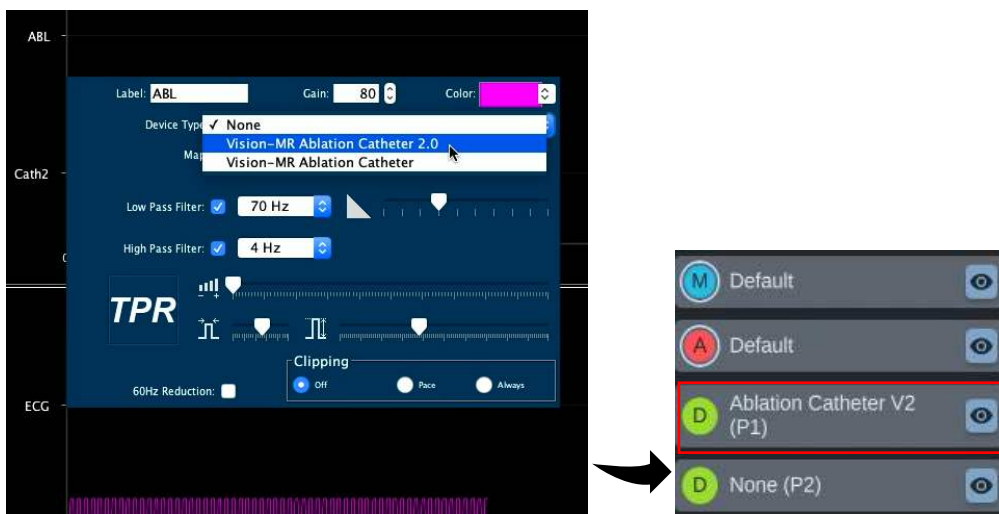 ABL
Label: ABL Gain: 80 Color:
Device Type ✓ None
Vision-MR Ablation Catheter 2.0
Map
Vision-MR Ablation Catheter
Cath2
Low Pass Filter: 70 Hz
High Pass Filter: 4 Hz
TPR
- +
Clipping
Off Pace Always
60Hz Reduction:
ECG
M Default
A Default
D Ablation Catheter V2
(P1)
D None (P2)